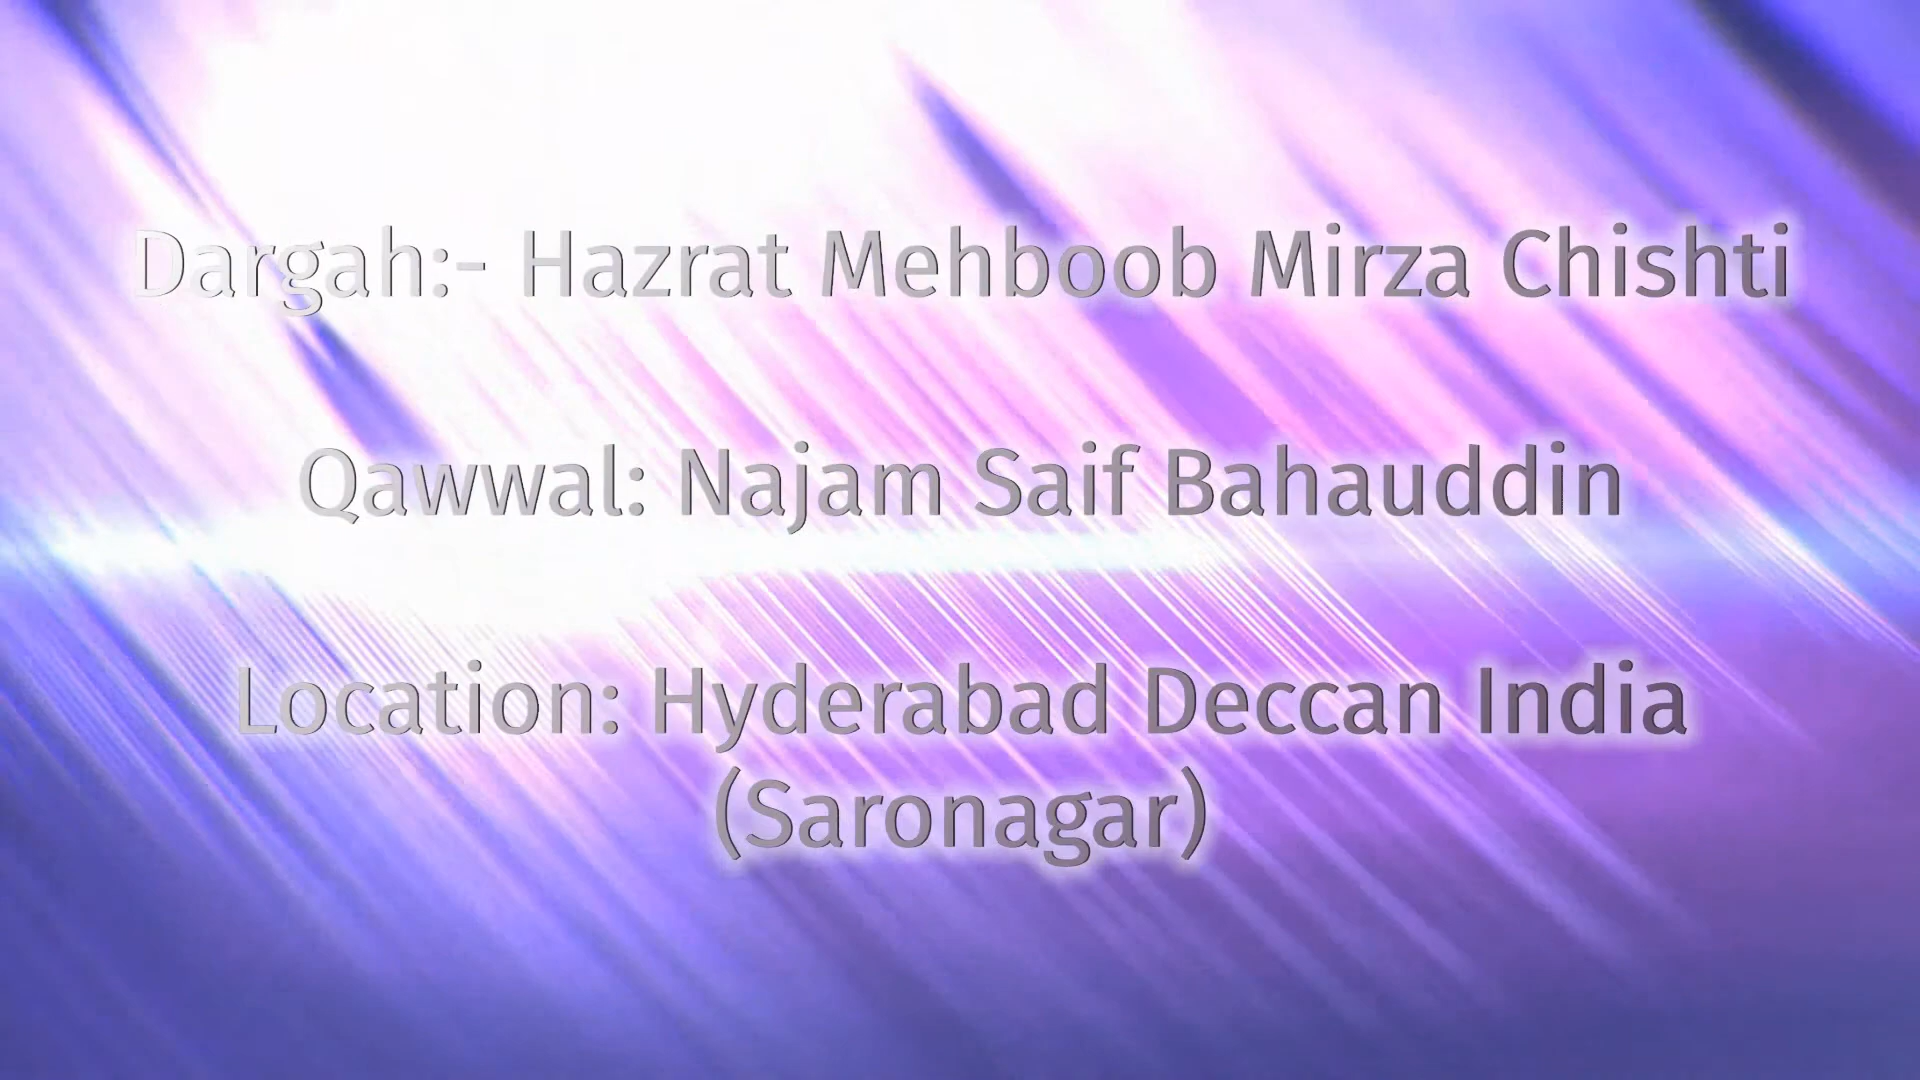 Dargah:- Hazrat Mehboob Mirza Chishti
Qawwal: Najam Saif Bahauddin
Location: Hyderabad Deccan India
(Saronagar)